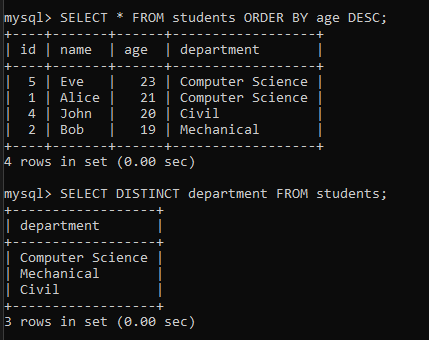 mysql> SELECT * FROM students ORDER BY age DESC;
+----+-------+------+------------------+
| id | name  | age  | department       |
+----+-------+------+------------------+
|  5 | Eve   |   23 | Computer Science |
|  1 | Alice |   21 | Computer Science |
|  4 | John  |   20 | Civil            |
|  2 | Bob   |   19 | Mechanical       |
+----+-------+------+------------------+
4 rows in set (0.00 sec)

mysql> SELECT DISTINCT department FROM students;
+------------------+
| department       |
+------------------+
| Computer Science |
| Mechanical       |
| Civil            |
+------------------+
3 rows in set (0.00 sec)